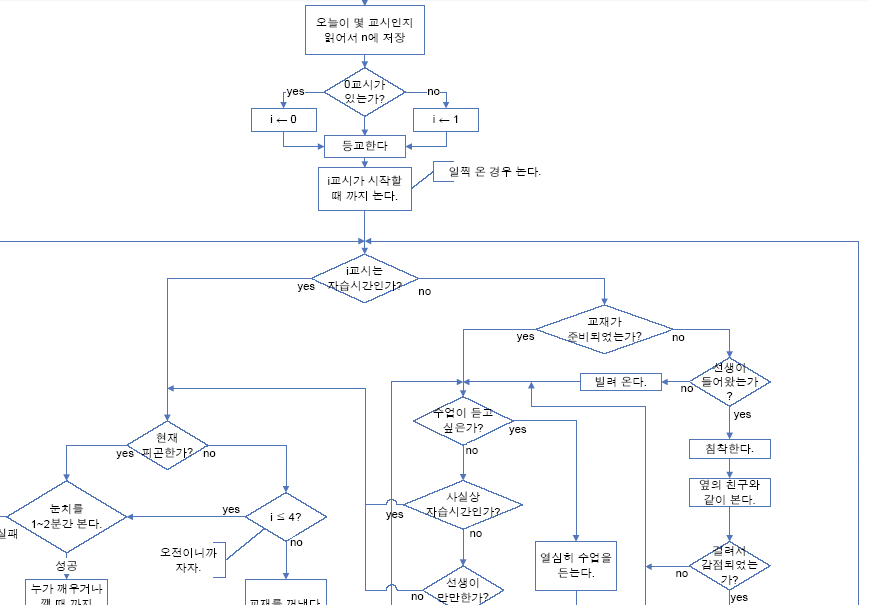 오늘이 몇 교시인지
읽어서 n에 저장
0교시가
있는가?
yes
no
i ← 0
i ← 1
등교한다
i교시가 시작할
때 까지 논다.
일찍 온 경우 논다.
i교시는
자습시간인가?
yes
no
교재가
준비되었는가?
yes
no
선생이
들어왔는가
?
no
yes
빌려 온다.
수업이 듣고
싶은가?
yes
no
침착한다.
현재
피곤한가?
yes
no
옆의 친구와
같이 본다.
눈치를
1~2분간 본다.
실패
성공
i ≤ 4?
yes
no
오전이니까
자자.
사실상
자습시간인가?
yes
no
열심히 수업을
듣는다.
걸려서
감점되었는
가?
no
yes
누가 깨우거나
깰 때 까지
교재를 꺼낸다
선생이
만만한가?
no